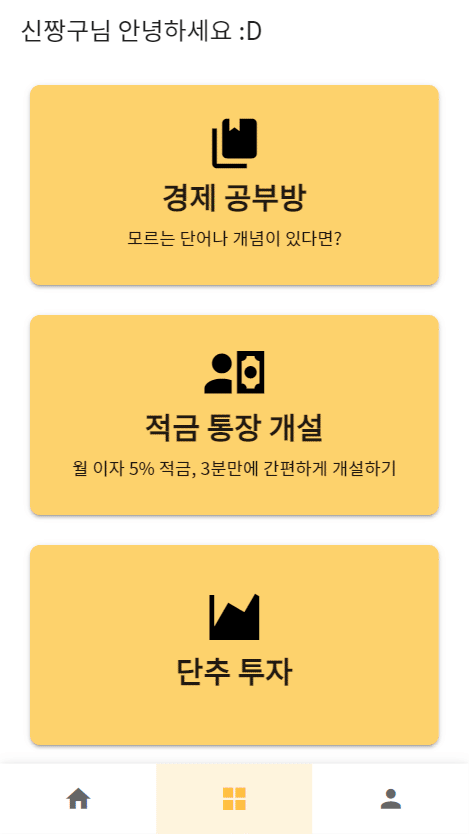 신짱구님 안녕하세요 :D
경제 공부방
모르는 단어나 개념이 있다면?
적금 통장 개설
월 이자 5% 적금, 3분만에 간편하게 개설하기
단추 투자